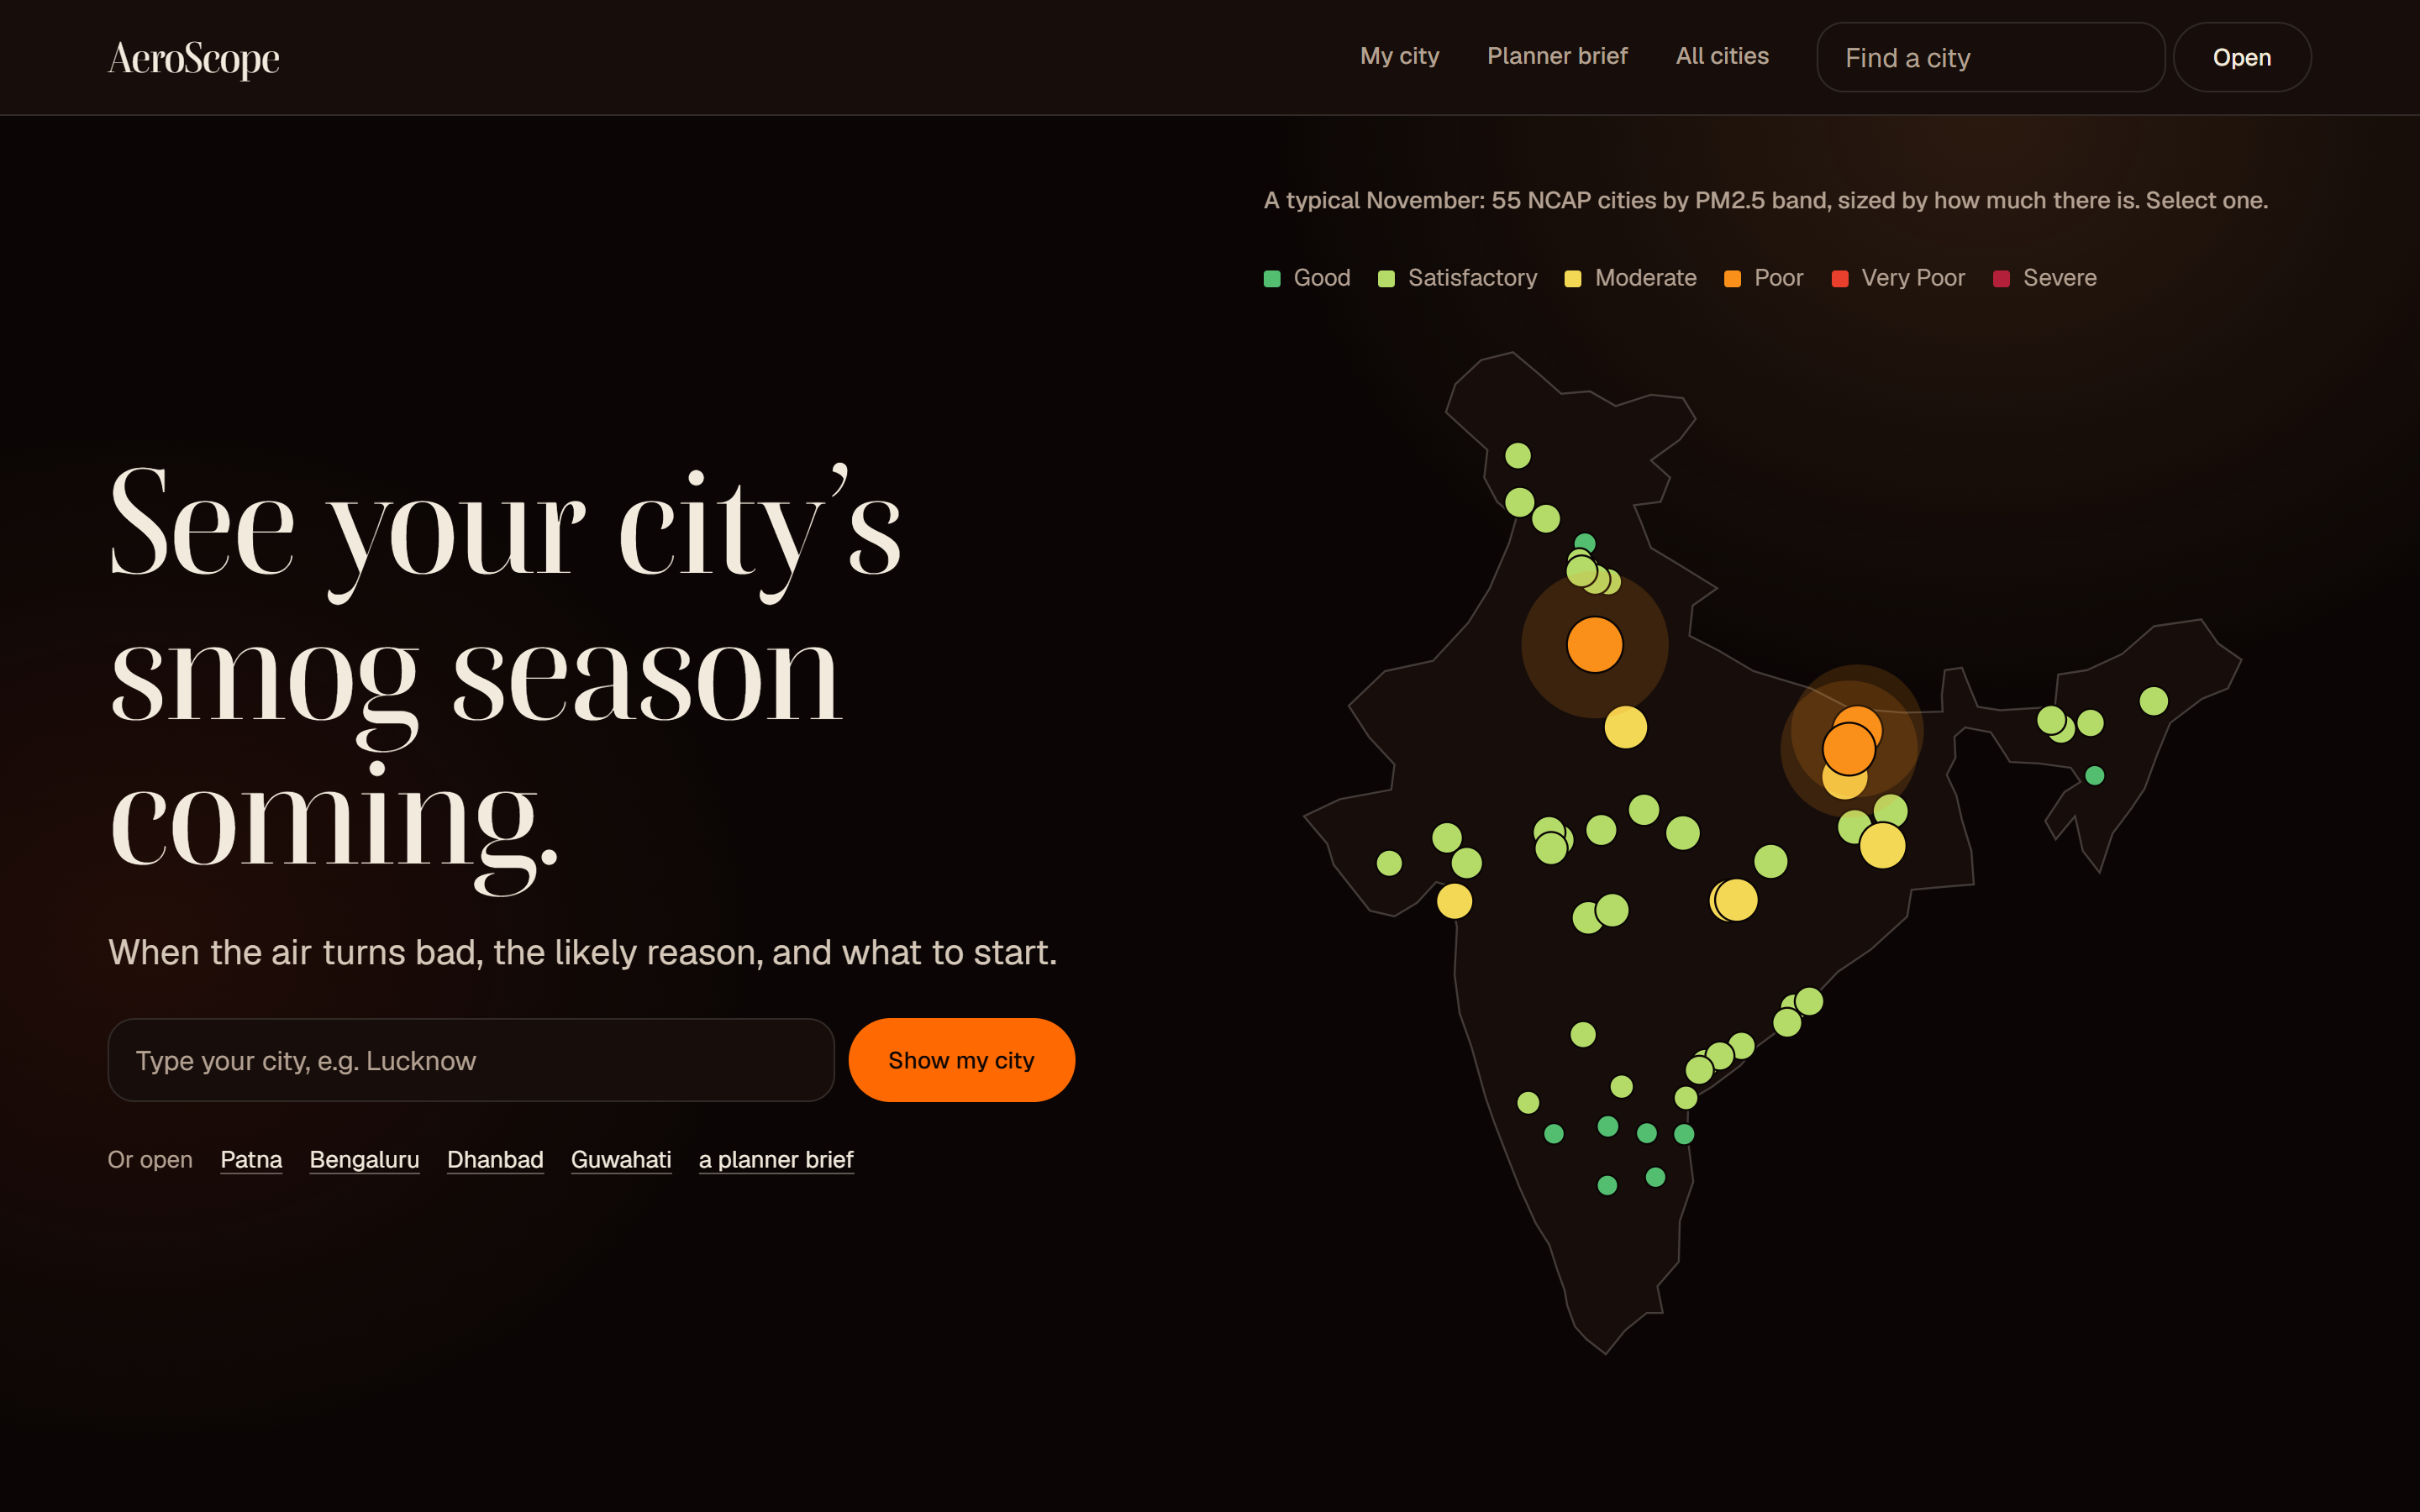 AeroScope
My city
Planner brief
All cities
Find a city
Open
A typical November: 55 NCAP cities by PM2.5 band, sized by how much there is. Select one.
Good
Satisfactory
Moderate
Poor
Very Poor
Severe
See your city’s
smog season
coming.
When the air turns bad, the likely reason, and what to start.
Type your city, e.g. Lucknow
Show my city
Or open Patna Bengaluru Dhanbad Guwahati a planner brief